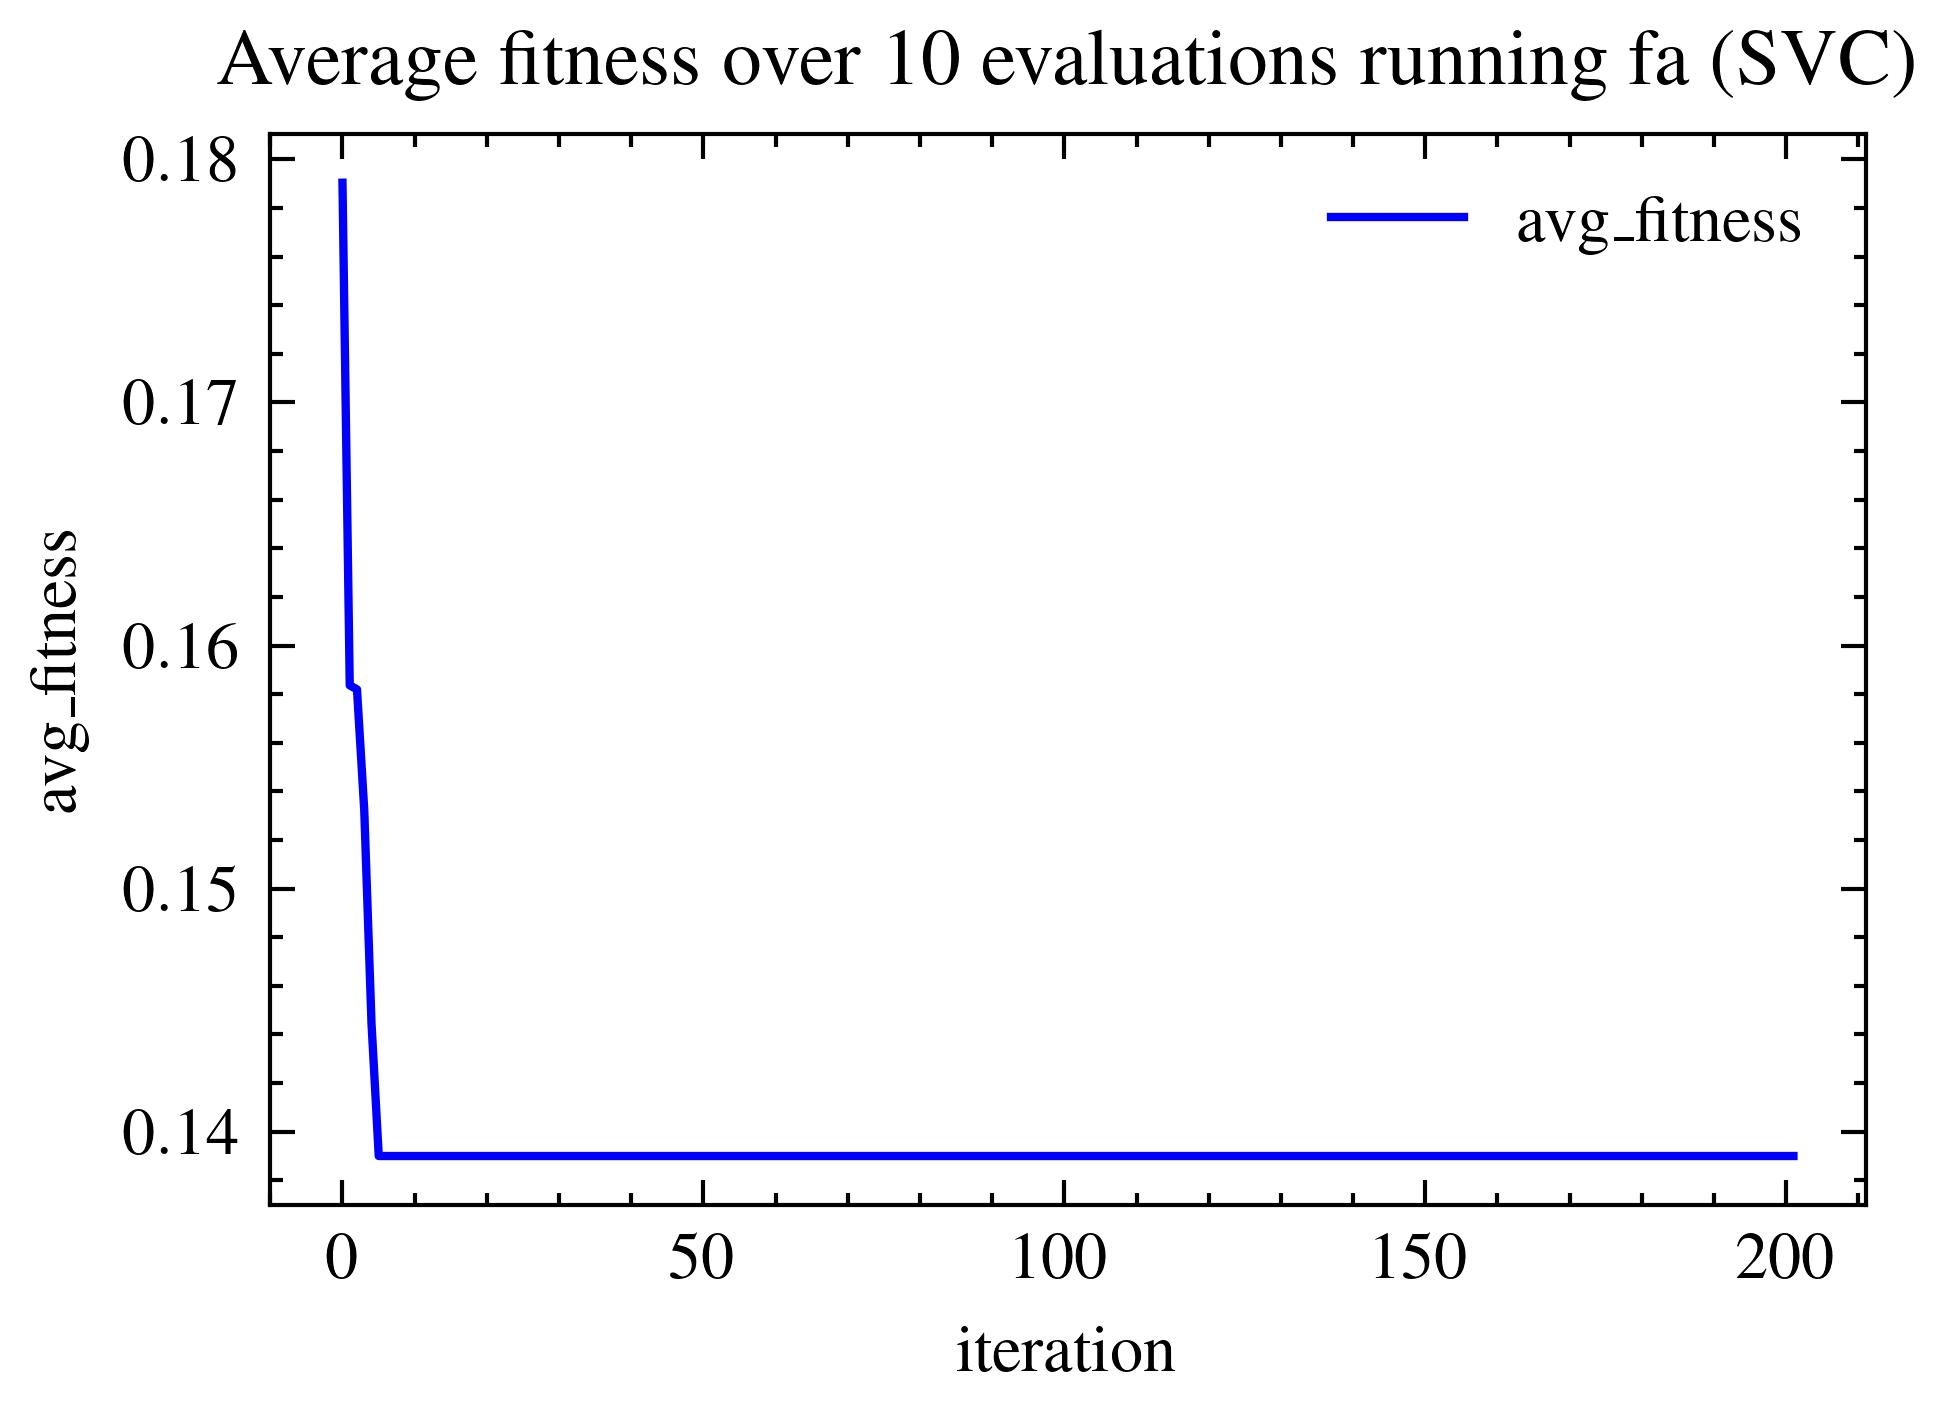 Average fitness over 10 evaluations running fa (SVC)
avg_fitness
0.18
0.17
0.16
0.15
0.14
avg_fitness
0 50 100 150 200
iteration